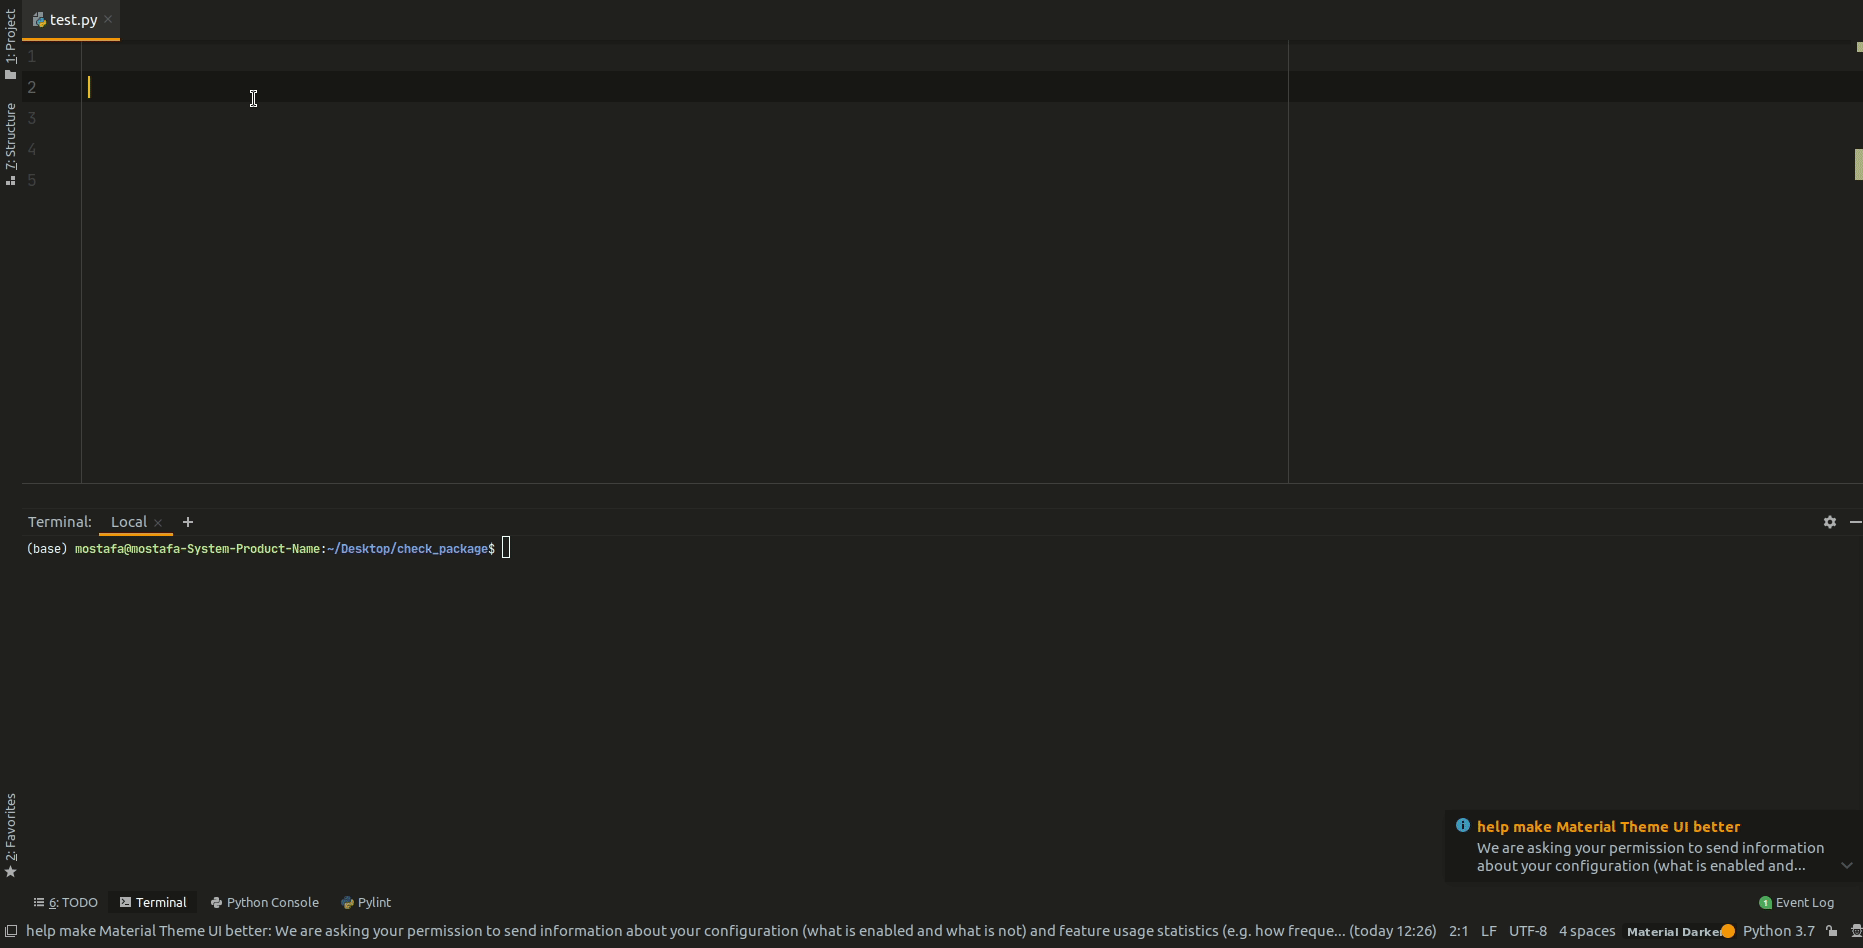 1: Project
7: Structure
2: Favorites
test.py
1
2
3
4
5
Terminal: Local +
(base) mostafa@mostafa-System-Product-Name:~/Desktop/check_package$
help make Material Theme UI better
We are asking your permission to send information
about your configuration (what is enabled and...
6: TODO Terminal Python Console Pylint 1 Event Log
help make Material Theme UI better: We are asking your permission to send information about your configuration (what is enabled and what is not) and feature usage statistics (e.g. how freque... (today 12:26) 2:1 LF UTF-8 4 spaces Material Darker Python 3.7